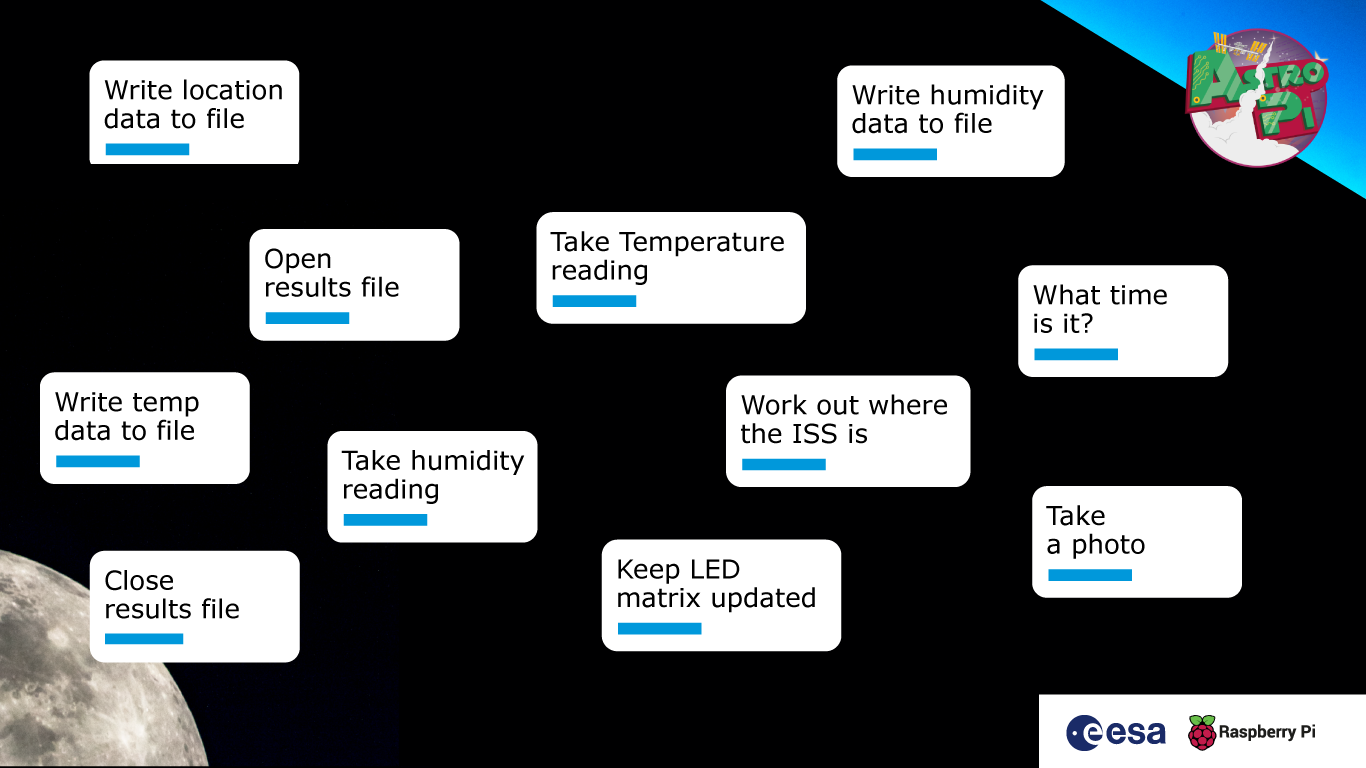 Write location
data to file
Write humidity
data to file
ASTRO
Pi
Open
results file
Take Temperature
reading
What time
is it?
Write temp
data to file
Take humidity
reading
Work out where
the ISS is
Take
a photo
Close
results file
Keep LED
matrix updated
esa
Raspberry Pi